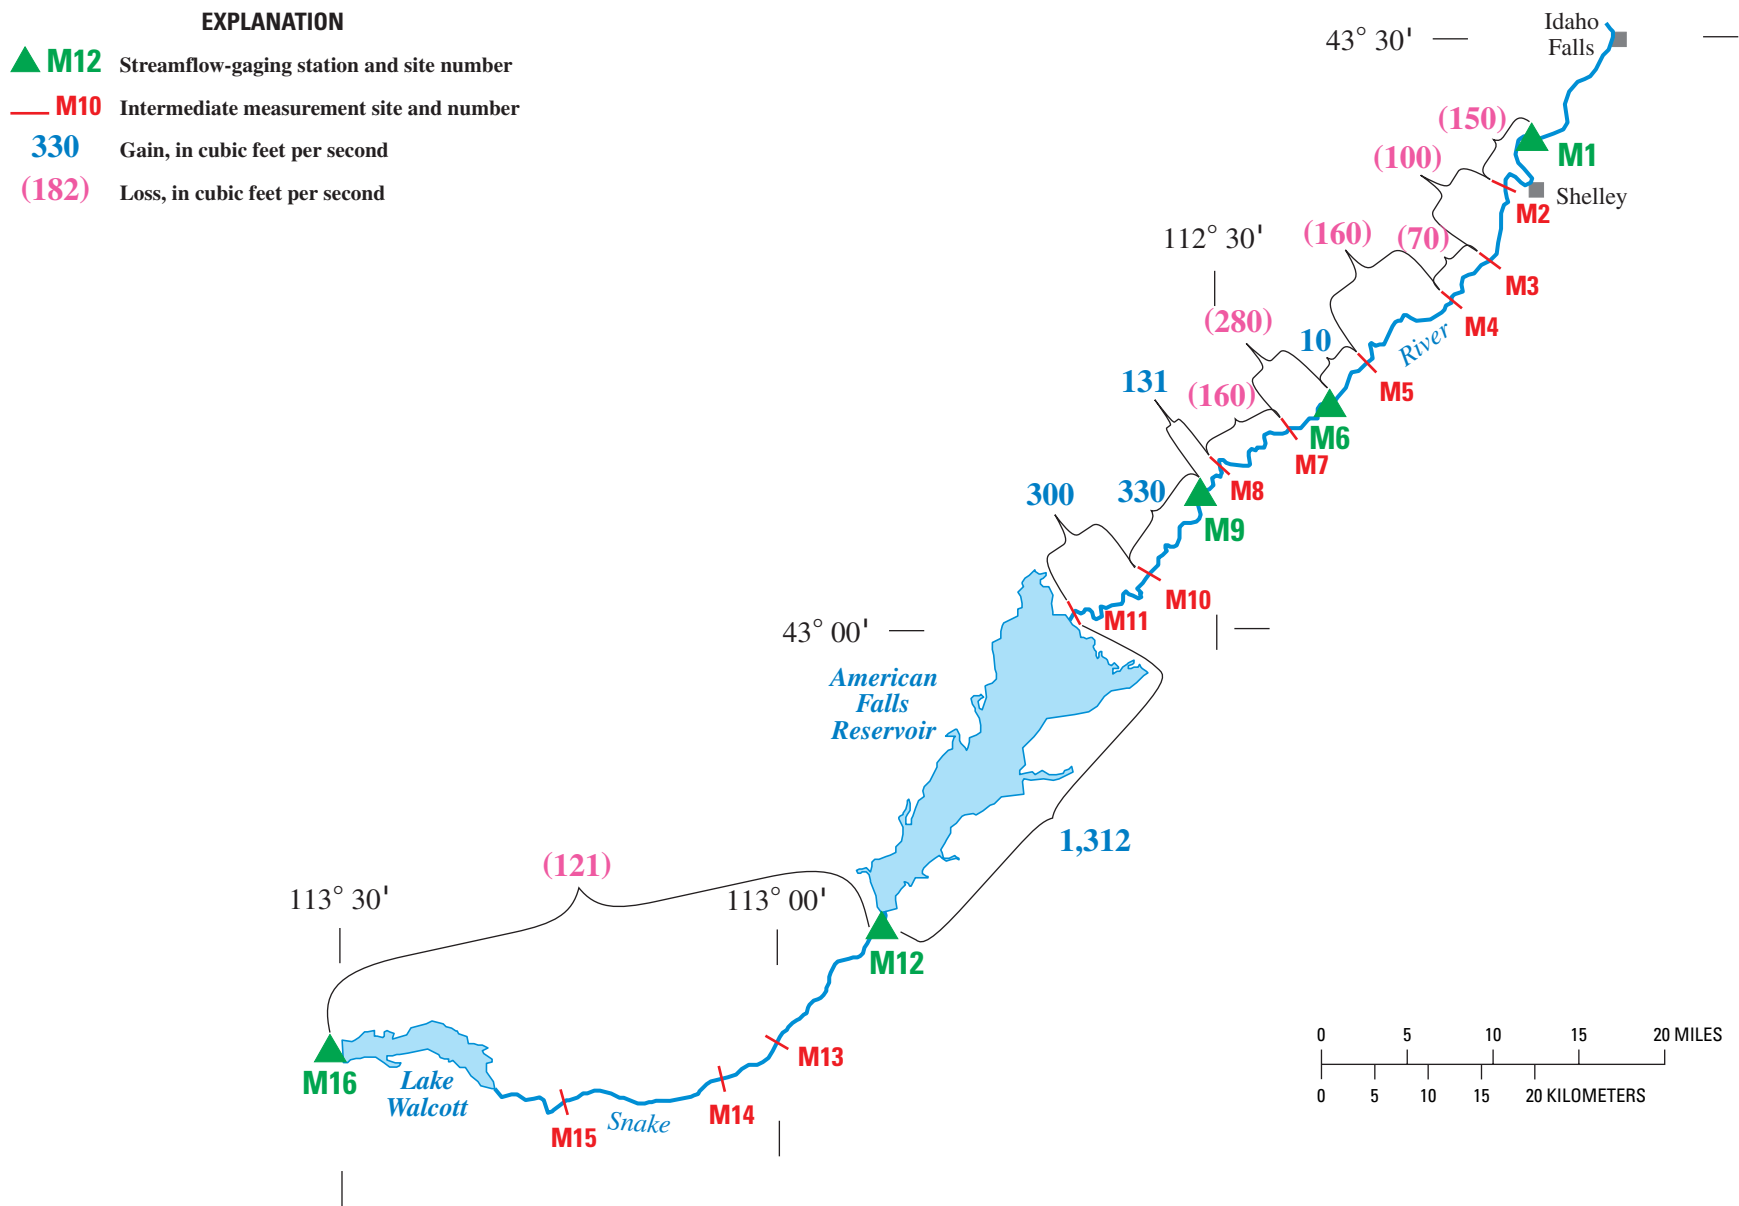 EXPLANATION
M12 Streamflow-gaging station and site number
M10 Intermediate measurement site and number
330 Gain, in cubic feet per second
(182) Loss, in cubic feet per second
Idaho
Falls
43° 30'
(150)
M1
(100)
Shelley
M2
112° 30'
(160)
(70)
M3
(280)
M4
10
River
131
(160)
M5
M6
M7
300
330
M8
M9
M10
M11
43° 00'
American
Falls
Reservoir
1,312
(121)
113° 30'
113° 00'
M12
M13
M16
Lake
Walcott
M14
Snake
M15
0 5 10 15 20 MILES
0 5 10 15 20 KILOMETERS